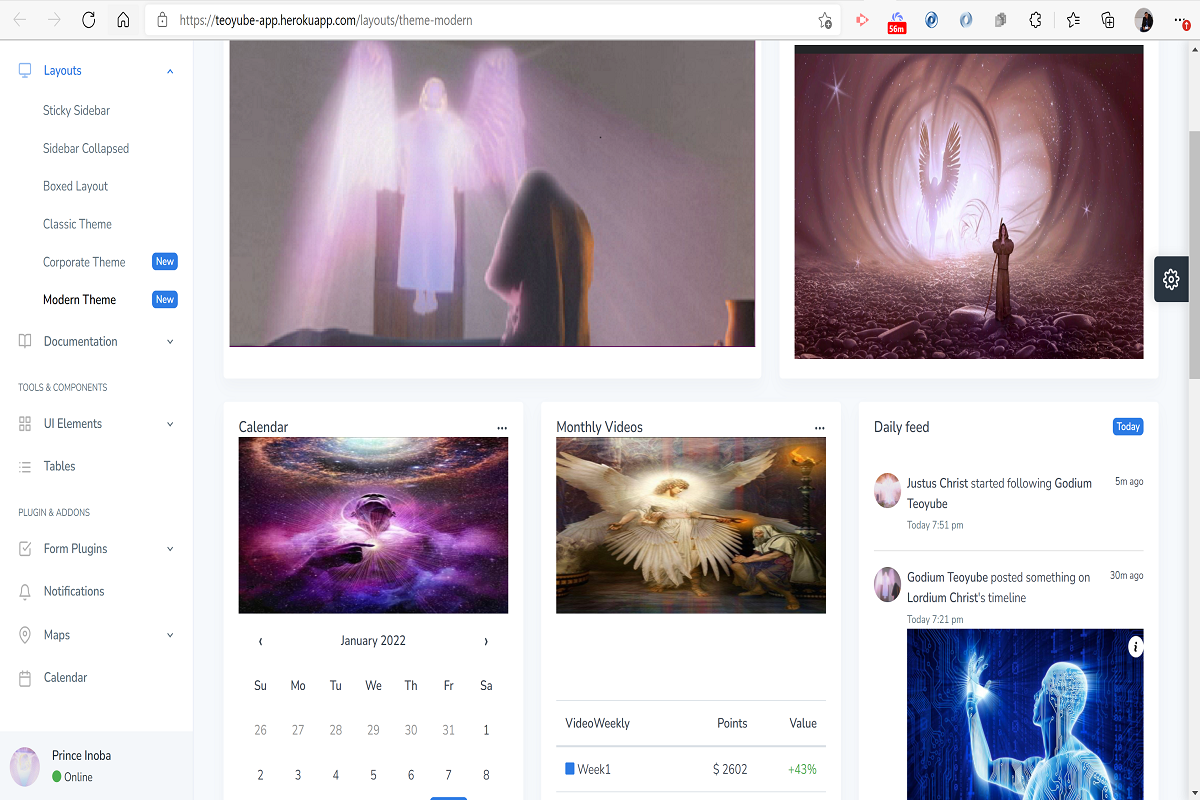 https://teoyube-app.herokuapp.com/layouts/theme-modern
56m
Layouts
Sticky Sidebar
Sidebar Collapsed
Boxed Layout
Classic Theme
Corporate Theme New
Modern Theme New
Documentation
TOOLS & COMPONENTS
UI Elements
Tables
PLUGIN & ADDONS
Form Plugins
Notifications
Maps
Calendar
Prince Inoba
Online
Calendar
January 2022
Su Mo Tu We Th Fr Sa
26 27 28 29 30 31 1
2 3 4 5 6 7 8
Monthly Videos
VideoWeekly Points Value
Week1 $ 2602 +43%
Daily feed Today
Justus Christ started following Godium 5m ago
Teoyube
Today 7:51 pm
Godium Teoyube posted something on 30m ago
Lordium Christ's timeline
Today 7:21 pm